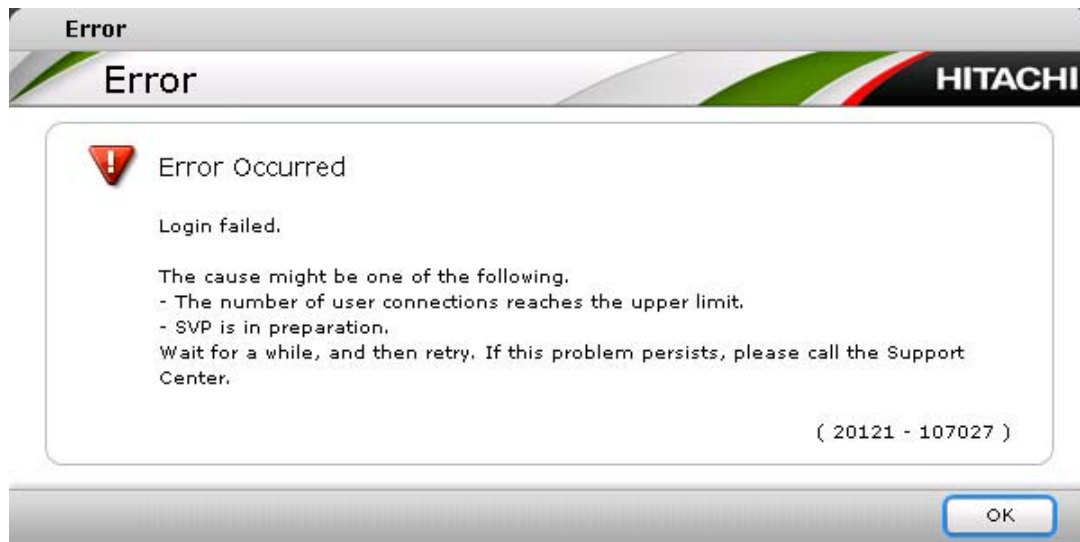 Error
Error
HITACHI
Error Occurred
Login failed.
The cause might be one of the following.
- The number of user connections reaches the upper limit.
- SVP is in preparation.
Wait for a while, and then retry. If this problem persists, please call the Support
Center.
( 20121 - 107027 )
OK